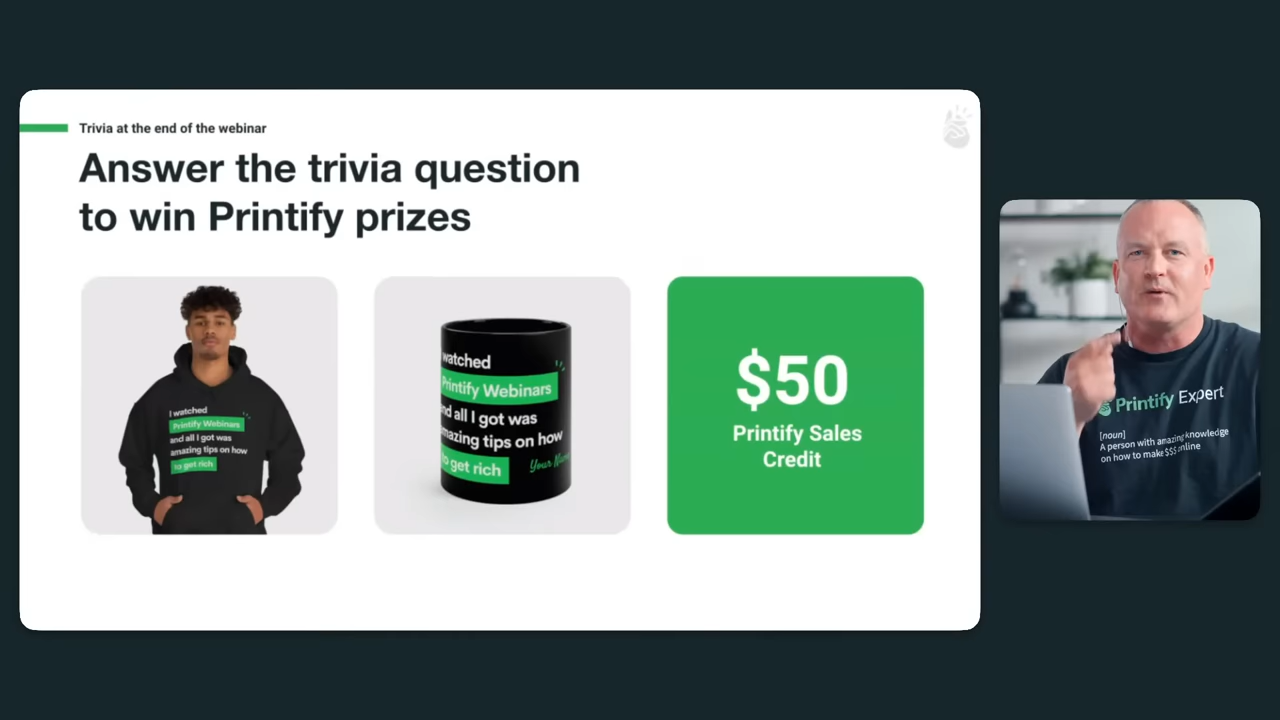 Trivia at the end of the webinar
Answer the trivia question
to win Printify prizes
I watched
Printify Webinars
and all I got was
amazing tips on how
to get rich
watched
Printify Webinars
and all I got was
amazing tips on how
to get rich
$50
Printify Sales
Credit
Printify Expert
[noun]
A person with amazing knowledge
on how to make $$$ online